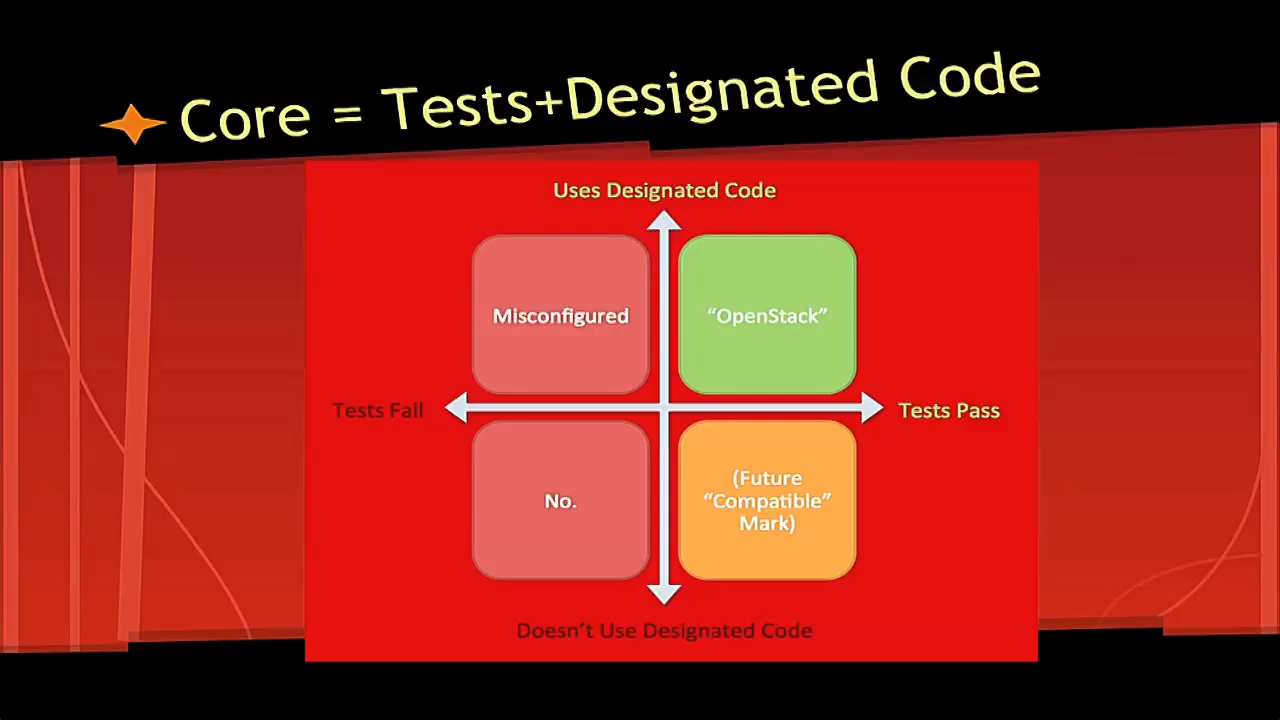 Core = Tests+Designated Code
Uses Designated Code
Misconfigured
“OpenStack”
Tests Fail
Tests Pass
No.
(Future
“Compatible”
Mark)
Doesn’t Use Designated Code